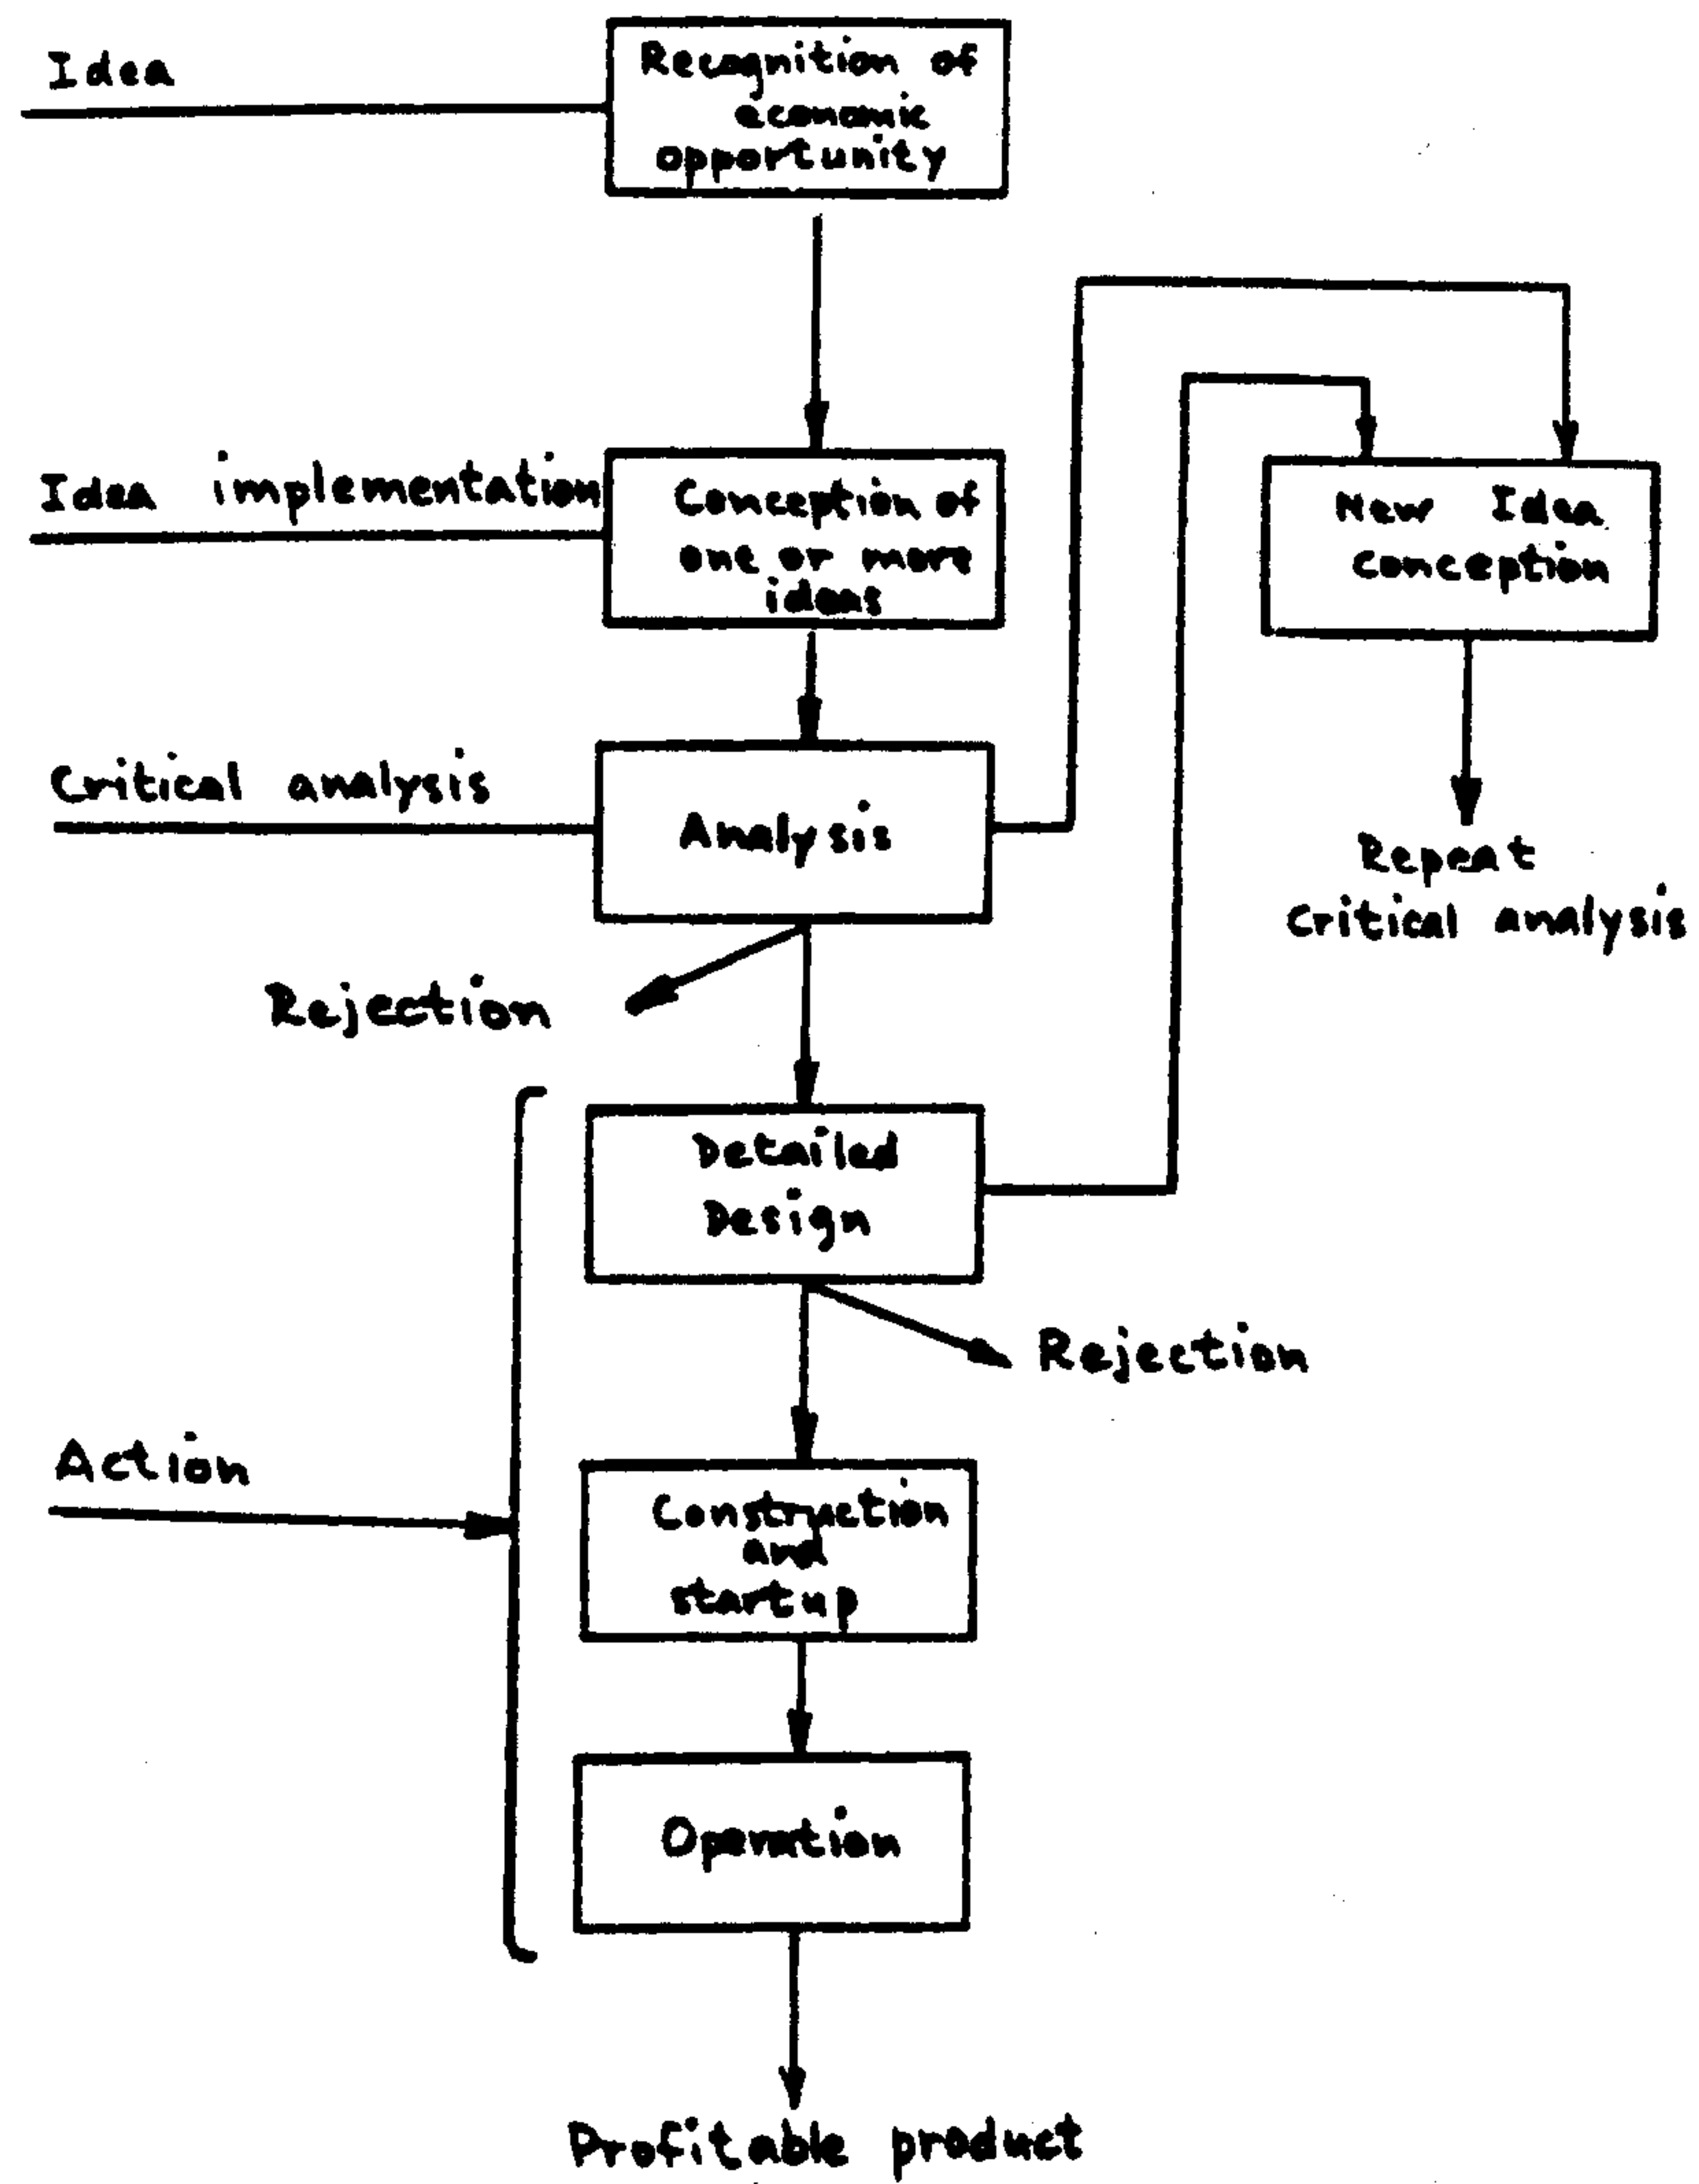 Idea
Recognition of
economic
opportunity
Idea implementation
Conception of
one or more
ideas
New Idea
conception
Critical analysis
Analysis
Repeat
Critical analysis
Rejection
Detailed
Design
Rejection
Action
Construction
and
startup
Operation
Profitable product